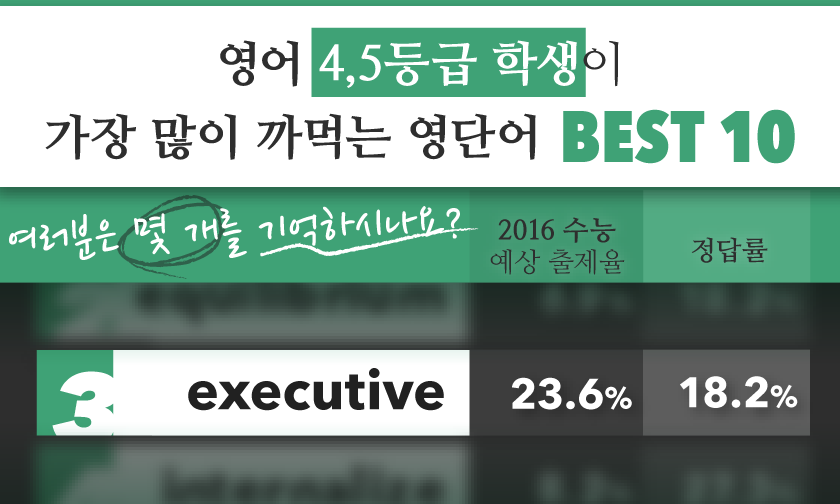 영어 4,5등급 학생이
가장 많이 까먹는 영단어 BEST 10
여러분은 몇 개를 기억하시나요?
2016 수능
예상 출제율
정답률
equilibrium
3 executive 23.6% 18.2%
internalize